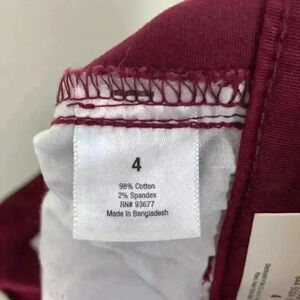 4
98% Cotton
2% Spandex
RN# 93677
Made In Bangladesh